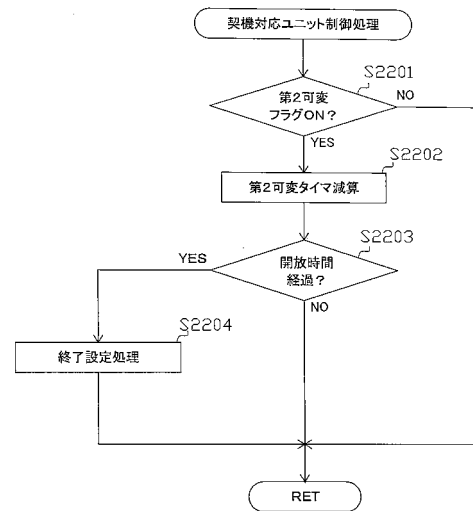 契機対応ユニット制御処理
S2201
第2可変
フラグON?
NO
YES
S2202
第2可変タイマ減算
S2203
YES
開放時間
経過?
NO
S2204
終了設定処理
RET